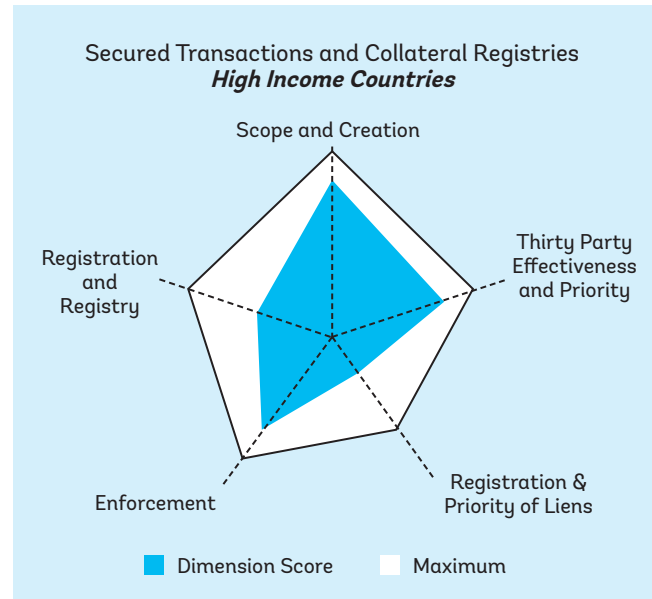 Secured Transactions and Collateral Registries
High Income Countries
Scope and Creation
Thirty Party
Effectiveness
and Priority
Registration
and
Registry
Enforcement
Registration &
Priority of Liens
Dimension Score
Maximum